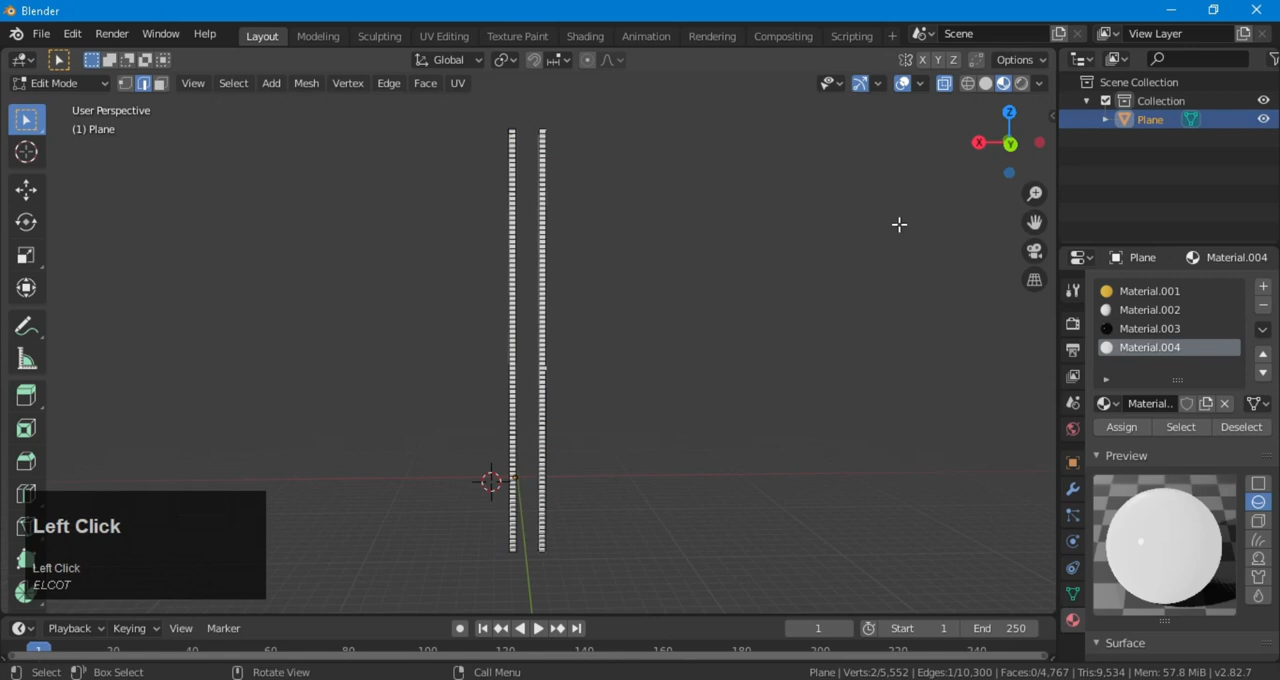 Blender
File Edit Render Window Help Layout Modeling Sculpting UV Editing Texture Paint Shading Animation Rendering Compositing Scripting + Scene View Layer
Global X Y Z Options
Edit Mode View Select Add Mesh Vertex Edge Face UV
User Perspective
(1) Plane
Z
X
Y
Scene Collection
Collection
Plane
Plane Material.004
Material.001
Material.002
Material.003
Material.004
Material..
Assign Select Deselect
Preview
Surface
Left Click
Left Click
ELCOT
Playback Keying View Marker 1 Start 1 End 250
1 20 40 60 80 100 120 140 160 180 200 220 240
Select Box Select Rotate View Call Menu Plane | Verts:2/5,552 | Edges:1/10,300 | Faces:0/4,767 | Tris:9,534 | Mem: 57.8 MiB | v2.82.7